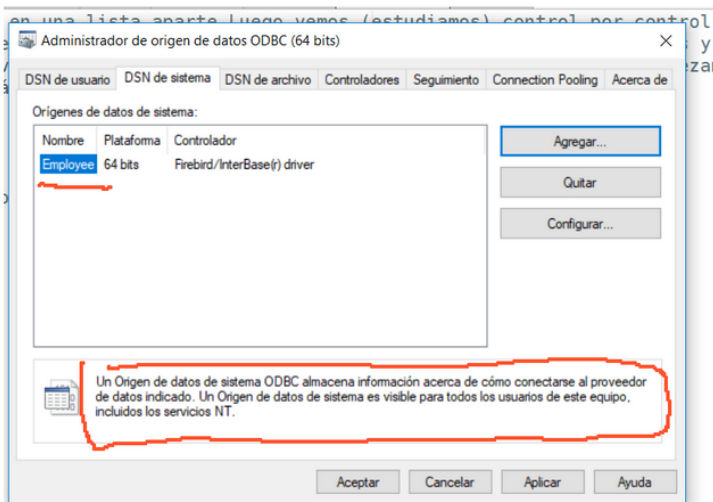 en una lista aparte Luego vemos (estudiamos) control por control
Administrador de origen de datos ODBC (64 bits)
y
DSN de usuario DSN de sistema DSN de archivo Controladores Seguimiento Connection Pooling Acerca de
Orígenes de datos de sistema:
Nombre Plataforma Controlador
Agregar...
Employee 64 bits Firebird/InterBase(r) driver
Quitar
Configurar...
Un Origen de datos de sistema ODBC almacena información acerca de cómo conectarse al proveedor
de datos indicado. Un Origen de datos de sistema es visible para todos los usuarios de este equipo,
incluidos los servicios NT.
Aceptar Cancelar Aplicar Ayuda